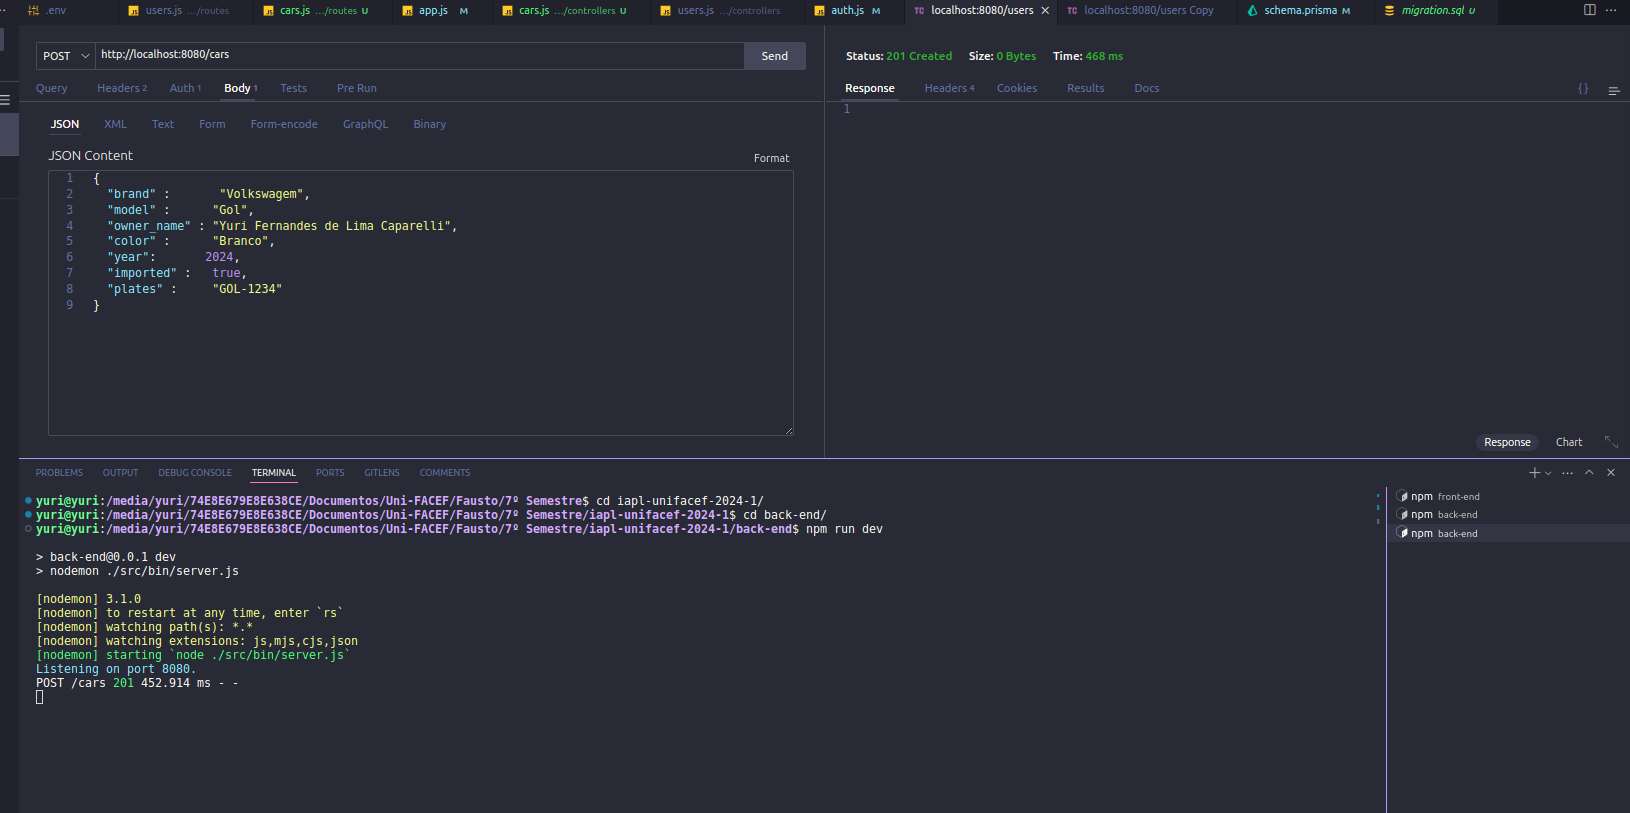 .env
users.js .../routes
cars.js .../routes U
app.js M
cars.js .../controllers U
users.js .../controllers
auth.js M
localhost:8080/users
TC localhost:8080/users Copy
schema.prisma M
migration.sql U
POST http://localhost:8080/cars Send
Query Headers 2 Auth 1 Body 1 Tests Pre Run
JSON XML Text Form Form-encode GraphQL Binary
JSON Content
Format
1 {
2 "brand" : "Volkswagem",
3 "model" : "Gol",
4 "owner_name" : "Yuri Fernandes de Lima Caparelli",
5 "color" : "Branco",
6 "year": 2024,
7 "imported" : true,
8 "plates" : "GOL-1234"
9 }
Status: 201 Created Size: 0 Bytes Time: 468 ms
Response Headers 4 Cookies Results Docs
{}
1
Response Chart
PROBLEMS OUTPUT DEBUG CONSOLE TERMINAL PORTS GITLENS COMMENTS
yuri@yuri:/media/yuri/74E8E679E8E638CE/Documentos/Uni-FACEF/Fausto/7º Semestre$ cd iapl-unifacef-2024-1/
yuri@yuri:/media/yuri/74E8E679E8E638CE/Documentos/Uni-FACEF/Fausto/7º Semestre/iapl-unifacef-2024-1$ cd back-end/
yuri@yuri:/media/yuri/74E8E679E8E638CE/Documentos/Uni-FACEF/Fausto/7º Semestre/iapl-unifacef-2024-1/back-end$ npm run dev
> back-end@0.0.1 dev
> nodemon ./src/bin/server.js
[nodemon] 3.1.0
[nodemon] to restart at any time, enter `rs`
[nodemon] watching path(s): *.*
[nodemon] watching extensions: js,mjs,cjs,json
[nodemon] starting `node ./src/bin/server.js`
Listening on port 8080.
POST /cars 201 452.914 ms - -
npm front-end
npm back-end
npm back-end